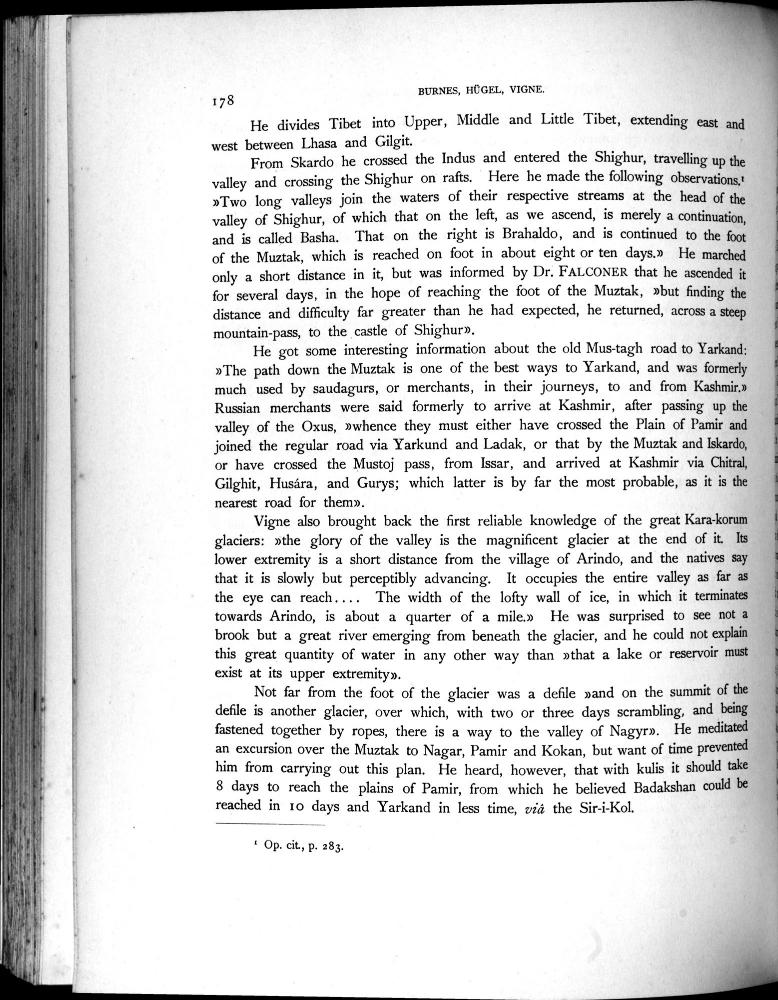 178
BURNES, HÜGEL, VIGNE.
He divides Tibet into Upper, Middle and Little Tibet, extending east and
west between Lhasa and Gilgit.
From Skardo he crossed the Indus and entered the Shighur, travelling up the
valley and crossing the Shighur on rafts. Here he made the following observations.¹
»Two long valleys join the waters of their respective streams at the head of the
valley of Shighur, of which that on the left, as we ascend, is merely a continuation,
and is called Basha. That on the right is Brahaldo, and is continued to the foot
of the Muztak, which is reached on foot in about eight or ten days.» He marched
only a short distance in it, but was informed by Dr. FALCONER that he ascended it
for several days, in the hope of reaching the foot of the Muztak, »but finding the
distance and difficulty far greater than he had expected, he returned, across a steep
mountain-pass, to the castle of Shighur».
He got some interesting information about the old Mus-tagh road to Yarkand:
»The path down the Muztak is one of the best ways to Yarkand, and was formerly
much used by saudagurs, or merchants, in their journeys, to and from Kashmir.»
Russian merchants were said formerly to arrive at Kashmir, after passing up the
valley of the Oxus, »whence they must either have crossed the Plain of Pamir and
joined the regular road via Yarkund and Ladak, or that by the Muztak and Iskardo,
or have crossed the Mustoj pass, from Issar, and arrived at Kashmir via Chitral,
Gilghit, Husára, and Gurys; which latter is by far the most probable, as it is the
nearest road for them».
Vigne also brought back the first reliable knowledge of the great Kara-korum
glaciers: »the glory of the valley is the magnificent glacier at the end of it. Its
lower extremity is a short distance from the village of Arindo, and the natives say
that it is slowly but perceptibly advancing. It occupies the entire valley as far as
the eye can reach.... The width of the lofty wall of ice, in which it terminates
towards Arindo, is about a quarter of a mile.» He was surprised to see not a
brook but a great river emerging from beneath the glacier, and he could not explain
this great quantity of water in any other way than »that a lake or reservoir must
exist at its upper extremity».
Not far from the foot of the glacier was a defile »and on the summit of the
defile is another glacier, over which, with two or three days scrambling, and being
fastened together by ropes, there is a way to the valley of Nagyr». He meditated
an excursion over the Muztak to Nagar, Pamir and Kokan, but want of time prevented
him from carrying out this plan. He heard, however, that with kulis it should take
8 days to reach the plains of Pamir, from which he believed Badakshan could be
reached in 10 days and Yarkand in less time, viâ the Sir-i-Kol.
¹ Op. cit., p. 283.